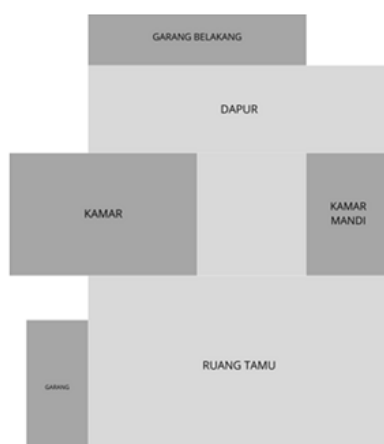 GARANG BELAKANG
DAPUR
KAMAR
KAMAR
MANDI
RUANG TAMU
GARANG